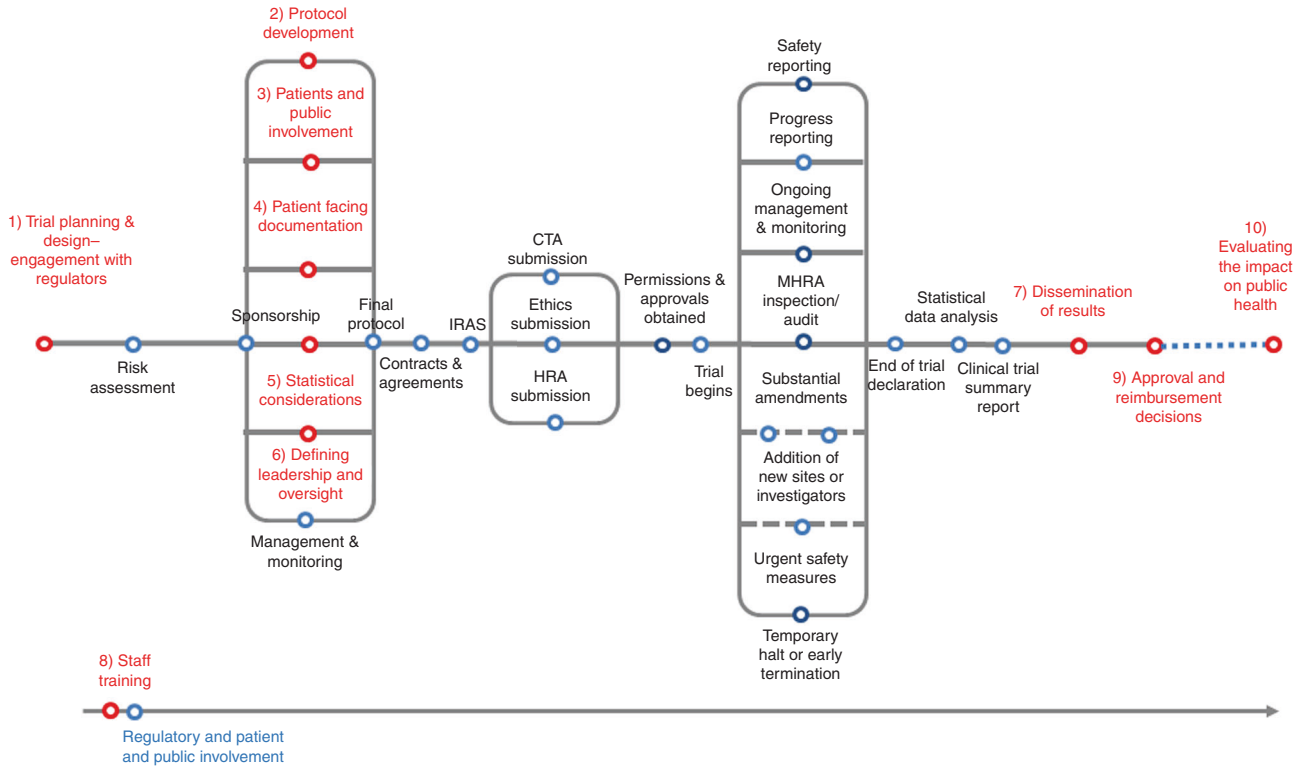 1) Trial planning &
design–
engagement with
regulators
Risk
assessment
Sponsorship
2) Protocol
development
3) Patients and
public
involvement
4) Patient facing
documentation
5) Statistical
considerations
6) Defining
leadership and
oversight
Management &
monitoring
Final
protocol
Contracts &
agreements
IRAS
CTA
submission
Ethics
submission
HRA
submission
Permissions &
approvals
obtained
Trial
begins
Safety
reporting
Progress
reporting
Ongoing
management
& monitoring
MHRA
inspection/
audit
Substantial
amendments
Addition of
new sites or
investigators
Urgent safety
measures
Temporary
halt or early
termination
End of trial
declaration
Statistical
data analysis
Clinical trial
summary
report
7) Dissemination
of results
9) Approval and
reimbursement
decisions
10)
Evaluating
the impact
on public
health
8) Staff
training
Regulatory and patient
and public involvement